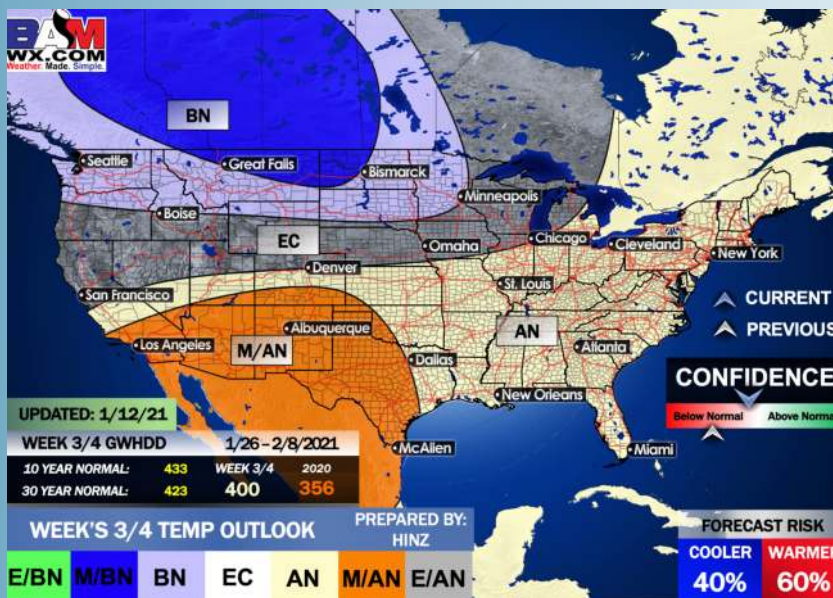 BAM
WX.COM
Weather. Made. Simple.
BN
Seattle
Great Falls
Bismarck
Minneapolis
Boise
EC
Omaha
Chicago
Cleveland
New York
Denver
San Francisco
St. Louis
CURRENT
Albuquerque
PREVIOUS
Los Angeles
M/AN
AN
Dallas
Atlanta
CONFIDENCE
New Orleans
Below Normal
Above Norma
UPDATED: 1/12/21
WEEK 3/4 GWHDD 1/26 – 2/8/2021
McAllen
Miami
10 YEAR NORMAL: 433 WEEK 3/4 2020
30 YEAR NORMAL: 423 400 356
WEEK'S 3/4 TEMP OUTLOOK
PREPARED BY:
HINZ
FORECAST RISK
COOLER WARMER
40% 60%
E/BN M/BN BN EC AN M/AN E/AN